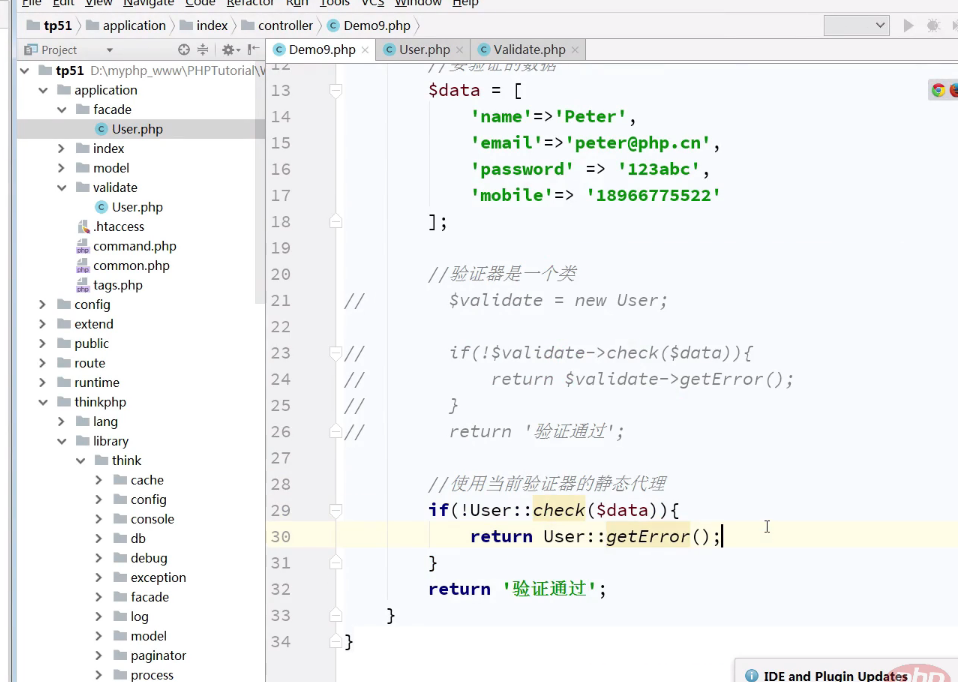 File Edit View Navigate Code Refactor Run Tools VCS Window Help
tp51 application index controller Demo9.php
Project
Demo9.php User.php Validate.php
tp51 D:\myphp_www\PHPTutorial\
application
facade
User.php
index
model
validate
User.php
.htaccess
command.php
common.php
tags.php
config
extend
public
route
runtime
thinkphp
lang
library
think
cache
config
console
db
debug
exception
facade
log
model
paginator
process
12 //要验证的数据
13 $data = [
14 'name'=>'Peter',
15 'email'=>'peter@php.cn',
16 'password' => '123abc',
17 'mobile'=> '18966775522'
18 ];
19
20 //验证器是一个类
21 // $validate = new User;
22
23 // if(!$validate->check($data)){
24 // return $validate->getError();
25 // }
26 // return '验证通过';
27
28 //使用当前验证器的静态代理
29 if(!User::check($data)){
30 return User::getError();
31 }
32 return '验证通过';
33 }
34 }
IDE and Plugin Updates
php